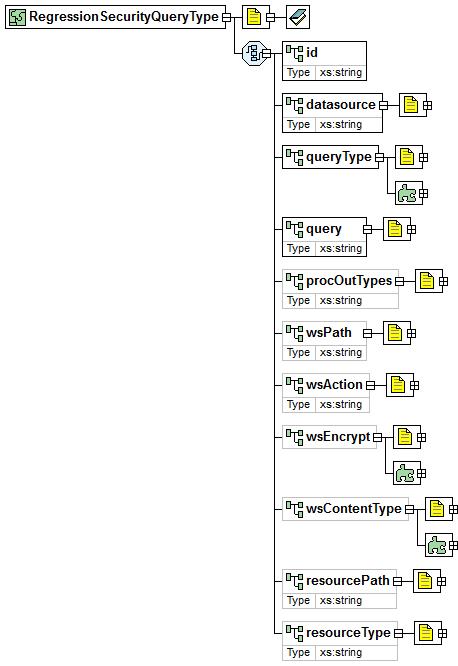 RegressionSecurityQueryType
id
Type xs:string
datasource
Type xs:string
queryType
query
Type xs:string
procOutTypes
Type xs:string
wsPath
Type xs:string
wsAction
Type xs:string
wsEncrypt
wsContentType
resourcePath
Type xs:string
resourceType
Type xs:string